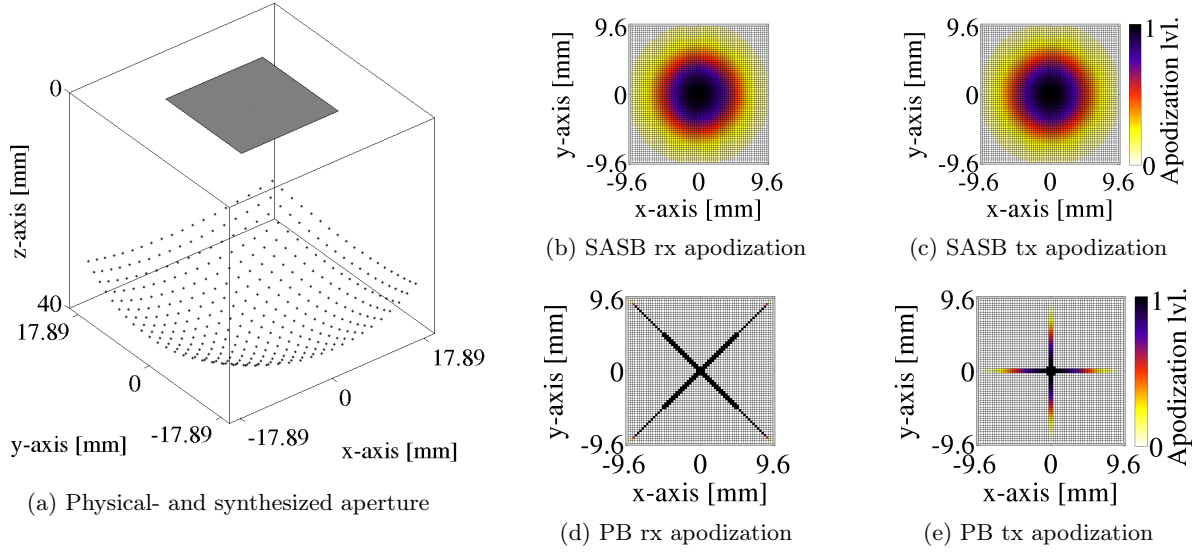 0
z-axis [mm]
40
17.89
0
-17.89
y-axis [mm]
-17.89
0
17.89
x-axis [mm]
(a) Physical- and synthesized aperture
9.6
0
-9.6
y-axis [mm]
-9.6 0 9.6
x-axis [mm]
(b) SASB rx apodization
9.6
0
-9.6
y-axis [mm]
-9.6 0 9.6
x-axis [mm]
1
0
Apodization lvl.
(c) SASB tx apodization
9.6
0
-9.6
y-axis [mm]
-9.6 0 9.6
x-axis [mm]
(d) PB rx apodization
9.6
0
-9.6
y-axis [mm]
-9.6 0 9.6
x-axis [mm]
1
0
Apodization lvl.
(e) PB tx apodization